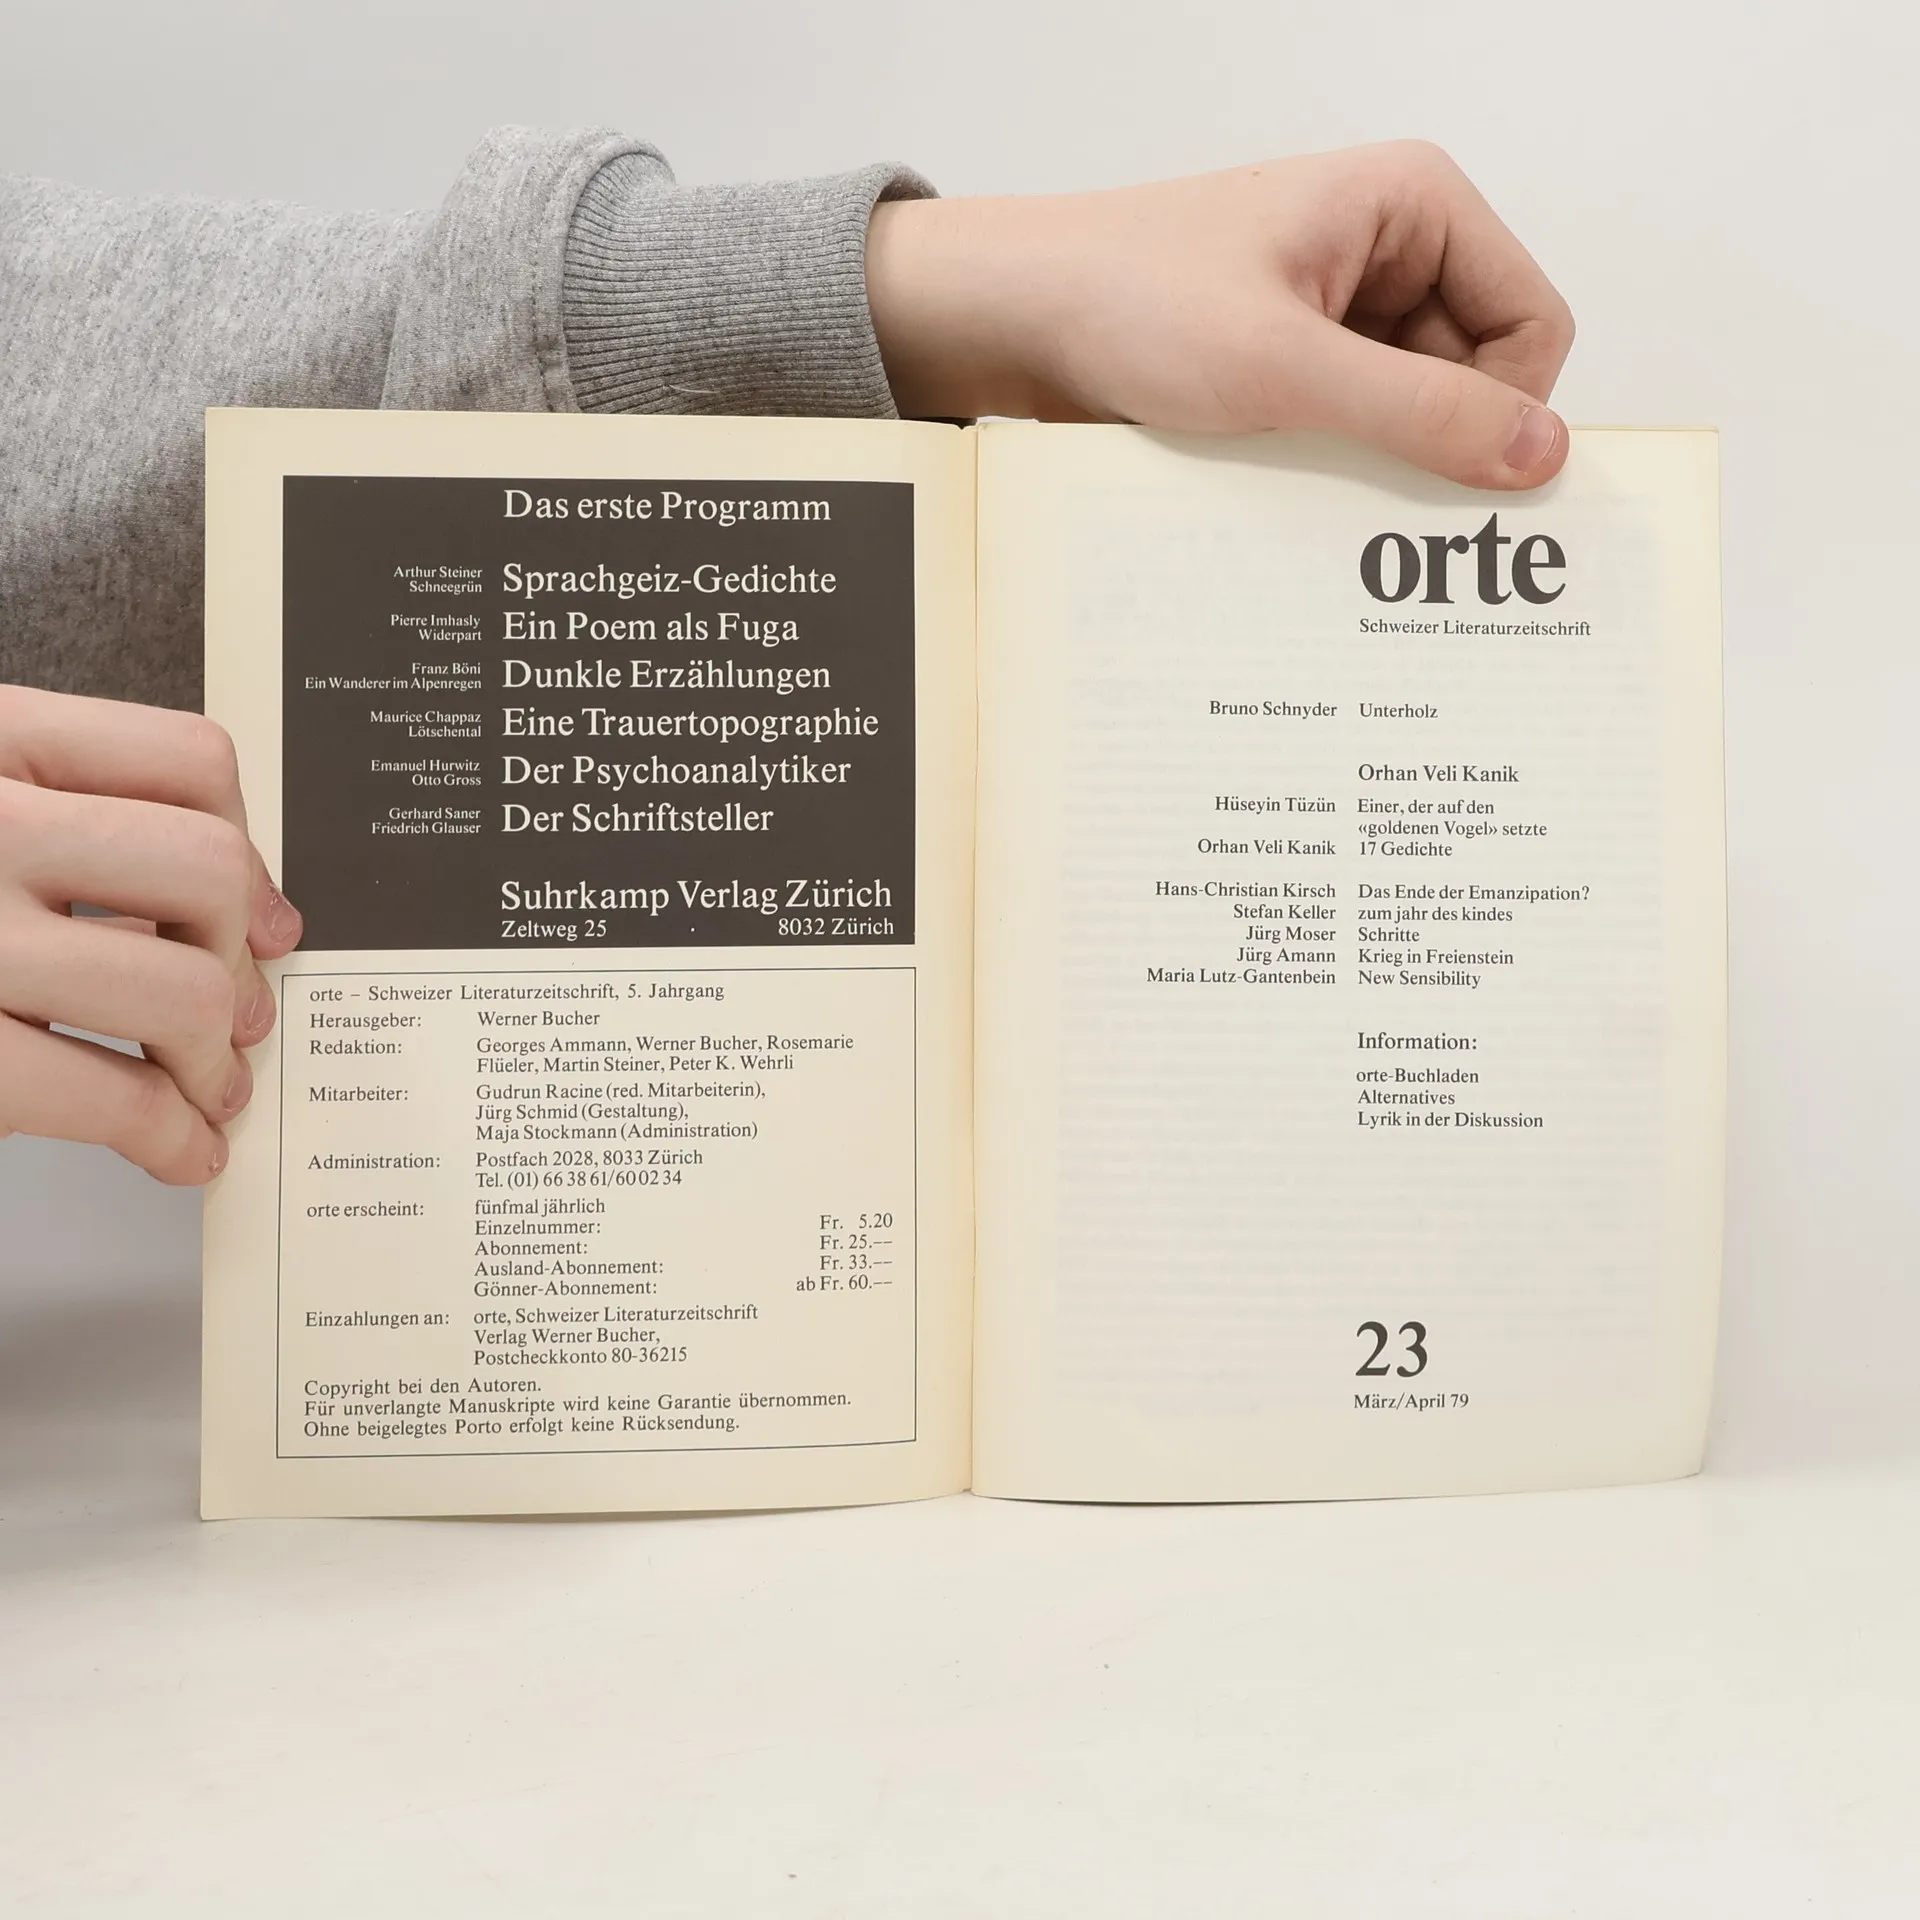 Das erste Programm
Arthur Steiner
Schneegrün
Sprachgeiz-Gedichte
Pierre Imhasly
Widerpart
Ein Poem als Fuga
Franz Böni
Ein Wanderer im Alpenregen
Dunkle Erzählungen
Maurice Chappaz
Lötschental
Eine Trauertopographie
Emanuel Hurwitz
Otto Gross
Der Psychoanalytiker
Gerhard Saner
Friedrich Glauser
Der Schriftsteller
Suhrkamp Verlag Zürich
Zeltweg 25 · 8032 Zürich
orte – Schweizer Literaturzeitschrift, 5. Jahrgang
Herausgeber: Werner Bucher
Redaktion: Georges Ammann, Werner Bucher, Rosemarie
Flüeler, Martin Steiner, Peter K. Wehrli
Mitarbeiter: Gudrun Racine (red. Mitarbeiterin),
Jürg Schmid (Gestaltung),
Maja Stockmann (Administration)
Administration: Postfach 2028, 8033 Zürich
Tel. (01) 66 38 61/60 02 34
orte erscheint: fünfmal jährlich
Einzelnummer: Fr. 5.20
Abonnement: Fr. 25.--
Ausland-Abonnement: Fr. 33.--
Gönner-Abonnement: ab Fr. 60.--
Einzahlungen an: orte, Schweizer Literaturzeitschrift
Verlag Werner Bucher,
Postcheckkonto 80-36215
Copyright bei den Autoren.
Für unverlangte Manuskripte wird keine Garantie übernommen.
Ohne beigelegtes Porto erfolgt keine Rücksendung.
orte
Schweizer Literaturzeitschrift
Bruno Schnyder Unterholz
Orhan Veli Kanik
Hüseyin Tüzün Einer, der auf den
«goldenen Vogel» setzte
Orhan Veli Kanik 17 Gedichte
Hans-Christian Kirsch Das Ende der Emanzipation?
Stefan Keller zum jahr des kindes
Jürg Moser Schritte
Jürg Amann Krieg in Freienstein
Maria Lutz-Gantenbein New Sensibility
Information:
orte-Buchladen
Alternatives
Lyrik in der Diskussion
23
März/April 79